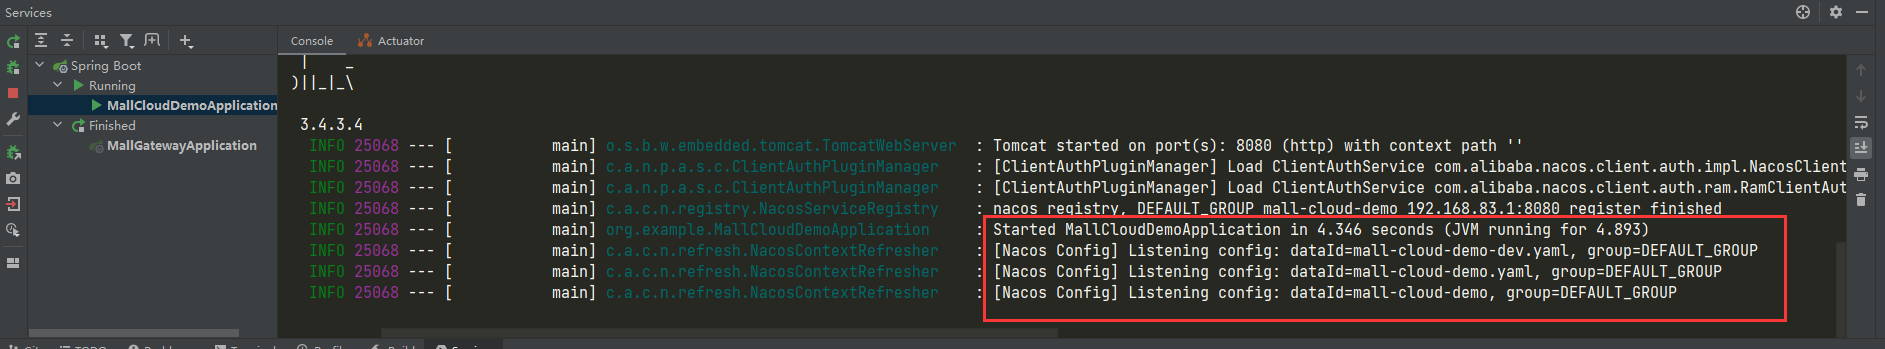 Services
Console Actuator
Spring Boot
Running
MallCloudDemoApplication
Finished
MallGatewayApplication
| _
)||_|_\
3.4.3.4
INFO 25068 --- [ main] o.s.b.w.embedded.tomcat.TomcatWebServer : Tomcat started on port(s): 8080 (http) with context path ''
INFO 25068 --- [ main] c.a.n.p.a.s.c.ClientAuthPluginManager : [ClientAuthPluginManager] Load ClientAuthService com.alibaba.nacos.client.auth.impl.NacosClient
INFO 25068 --- [ main] c.a.n.p.a.s.c.ClientAuthPluginManager : [ClientAuthPluginManager] Load ClientAuthService com.alibaba.nacos.client.auth.ram.RamClientAut
INFO 25068 --- [ main] c.a.c.n.registry.NacosServiceRegistry : nacos registry, DEFAULT_GROUP mall-cloud-demo 192.168.83.1:8080 register finished
INFO 25068 --- [ main] org.example.MallCloudDemoApplication : Started MallCloudDemoApplication in 4.346 seconds (JVM running for 4.893)
INFO 25068 --- [ main] c.a.c.n.refresh.NacosContextRefresher : [Nacos Config] Listening config: dataId=mall-cloud-demo-dev.yaml, group=DEFAULT_GROUP
INFO 25068 --- [ main] c.a.c.n.refresh.NacosContextRefresher : [Nacos Config] Listening config: dataId=mall-cloud-demo.yaml, group=DEFAULT_GROUP
INFO 25068 --- [ main] c.a.c.n.refresh.NacosContextRefresher : [Nacos Config] Listening config: dataId=mall-cloud-demo, group=DEFAULT_GROUP